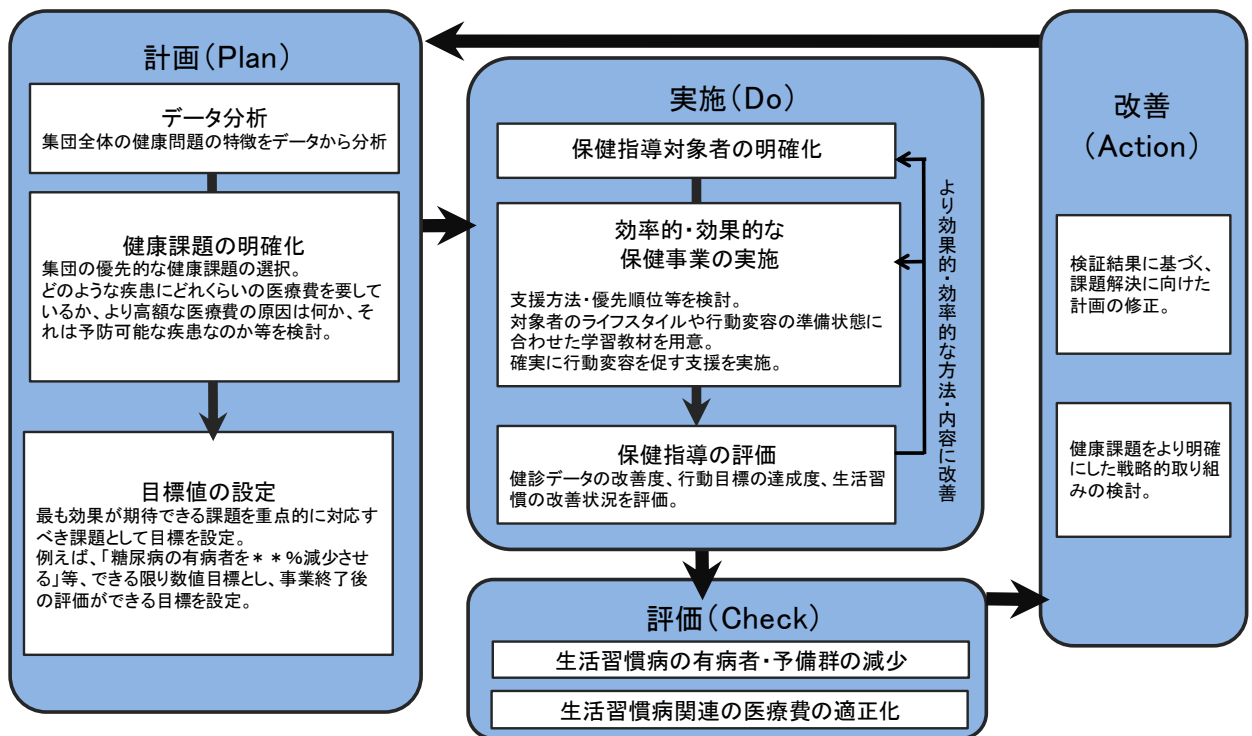 計画(Plan)
データ分析
集団全体の健康問題の特徴をデータから分析
健康課題の明確化
集団の優先的な健康課題の選択。
どのような疾患にどれくらいの医療費を要して
いるか、より高額な医療費の原因は何か、そ
れは予防可能な疾患なのか等を検討。
目標値の設定
最も効果が期待できる課題を重点的に対応す
べき課題として目標を設定。
例えば、「糖尿病の有病者を＊＊％減少させ
る」等、できる限り数値目標とし、事業終了後
の評価ができる目標を設定。
実施(Do)
保健指導対象者の明確化
効率的・効果的な
保健事業の実施
支援方法・優先順位等を検討。
対象者のライフスタイルや行動変容の準備状態に
合わせた学習教材を用意。
確実に行動変容を促す支援を実施。
保健指導の評価
健診データの改善度、行動目標の達成度、生活習
慣の改善状況を評価。
より効果的・効率的な方法・内容に改善
評価(Check)
生活習慣病の有病者・予備群の減少
生活習慣病関連の医療費の適正化
改善
(Action)
検証結果に基づく、
課題解決に向けた
計画の修正。
健康課題をより明確
にした戦略的取り組
みの検討。